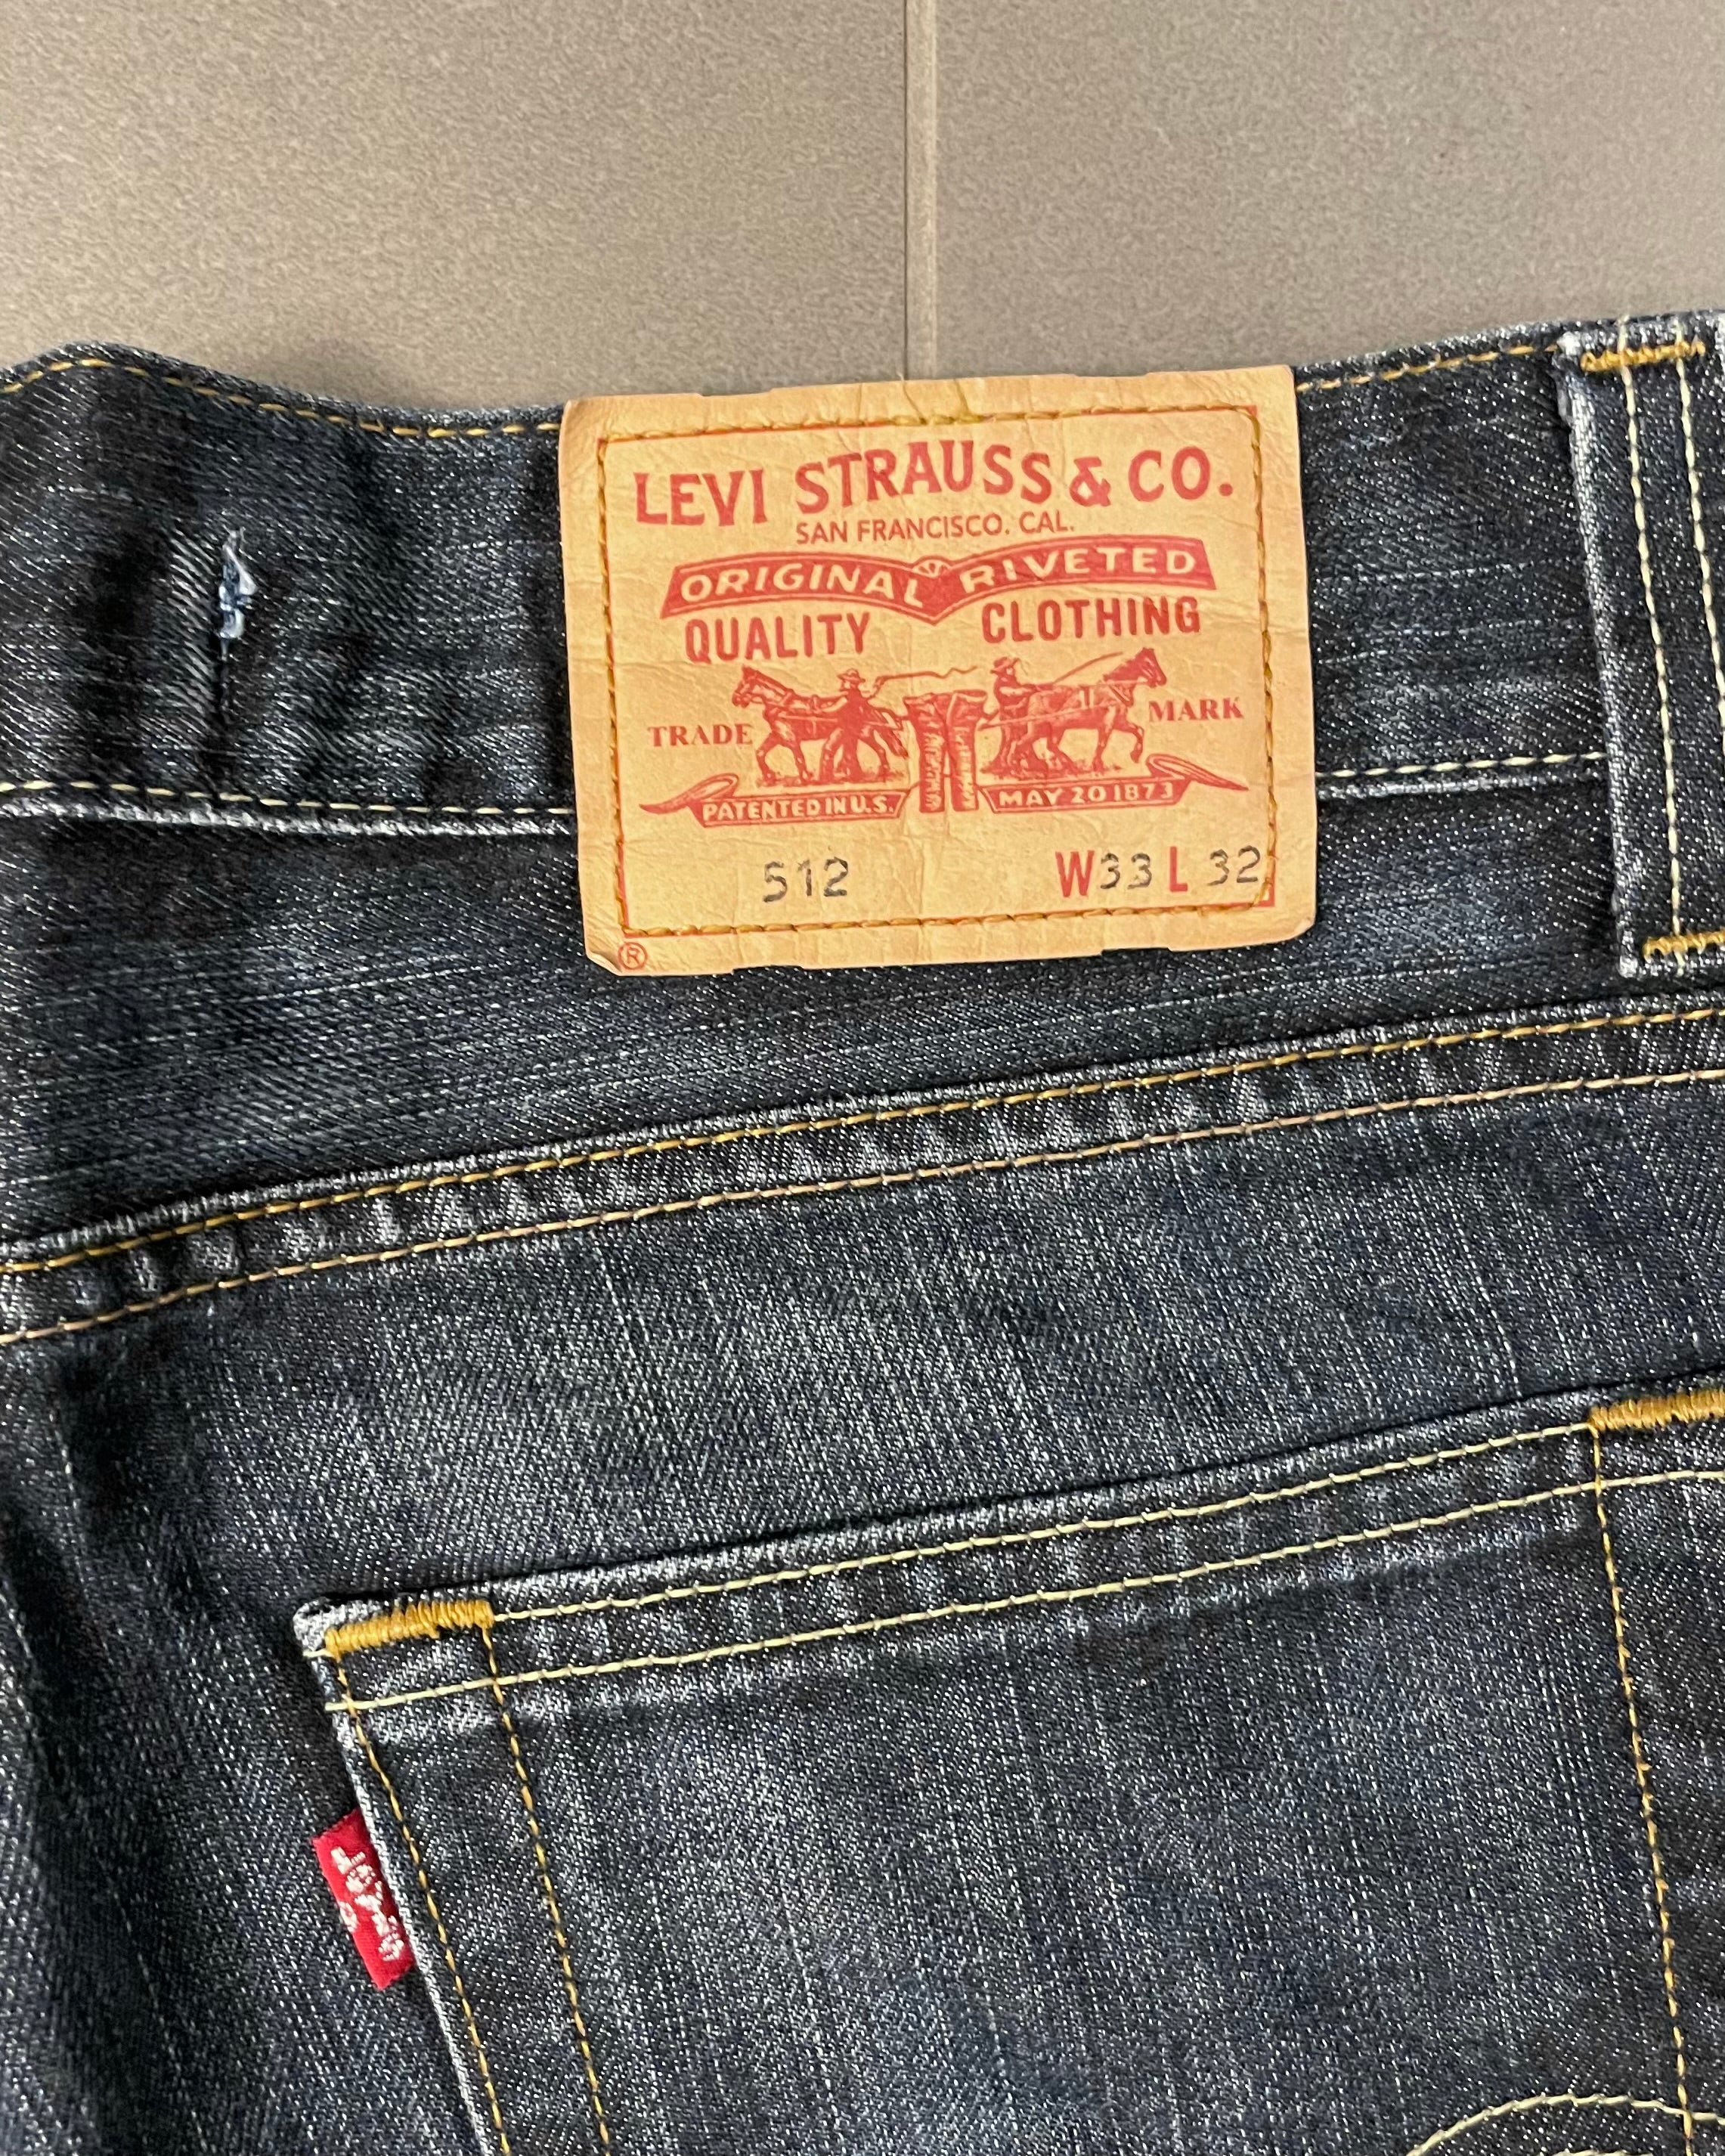 LEVI STRAUSS & CO.
SAN FRANCISCO. CAL.
ORIGINAL RIVETED
QUALITY CLOTHING
TRADE MARK
PATENTED IN U.S. MAY 20 1873
512 W33 L 32
®
LEVI'S